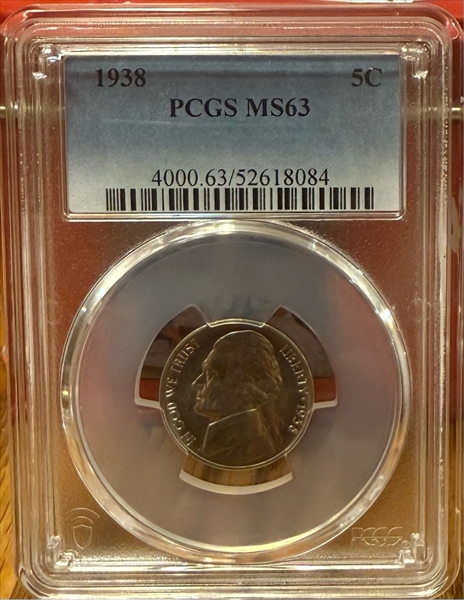 1938 5C
PCGS MS63
4000.63/52618084
IN GOD WE TRUST
LIBERTY * 1938
PCGS